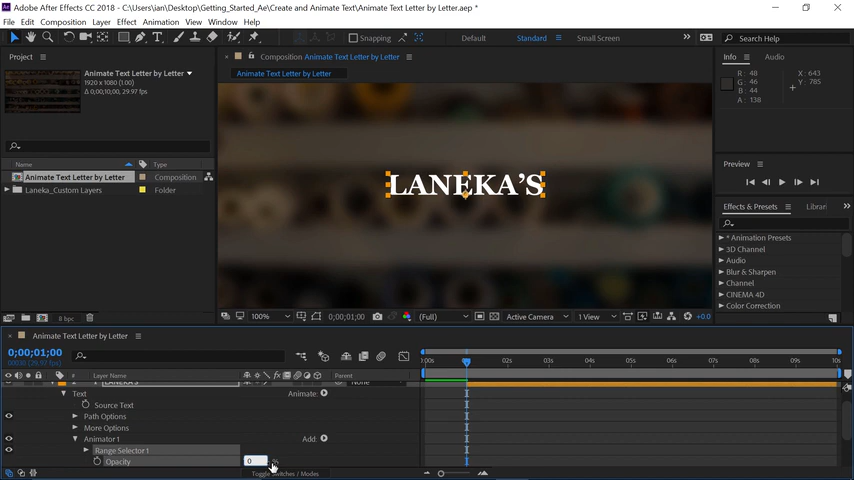 Adobe After Effects CC 2018 - C:\Users\ian\Desktop\Getting_Started_Ae\Create and Animate Text\Animate Text Letter by Letter.aep *
File Edit Composition Layer Effect Animation View Window Help
Snapping Default Standard Small Screen Search Help
Project Composition Animate Text Letter by Letter Info Audio
Animate Text Letter by Letter
1920 x 1080 (1.00)
Δ 0;00;10;00, 29.97 fps
Animate Text Letter by Letter
R : 48
G : 46
B : 44
A : 138
X : 643
Y : 785
Name Type
Animate Text Letter by Letter Composition
Laneka_Custom Layers Folder
LANEKA'S
Preview
Effects & Presets Librari
* Animation Presets
3D Channel
Audio
Blur & Sharpen
Channel
CINEMA 4D
Color Correction
8 bpc 100% 0;00;01;00 (Full) Active Camera 1 View +0.0
Animate Text Letter by Letter
0;00;01;00
00030 (29.97 fps)
:00s 02s 03s 04s 05s 06s 07s 08s 09s 10s
# Layer Name Parent
LANEKA'S None
Text Animate:
Source Text
Path Options
More Options
Animator 1 Add:
Range Selector 1
Opacity 0 %
Toggle Switches / Modes